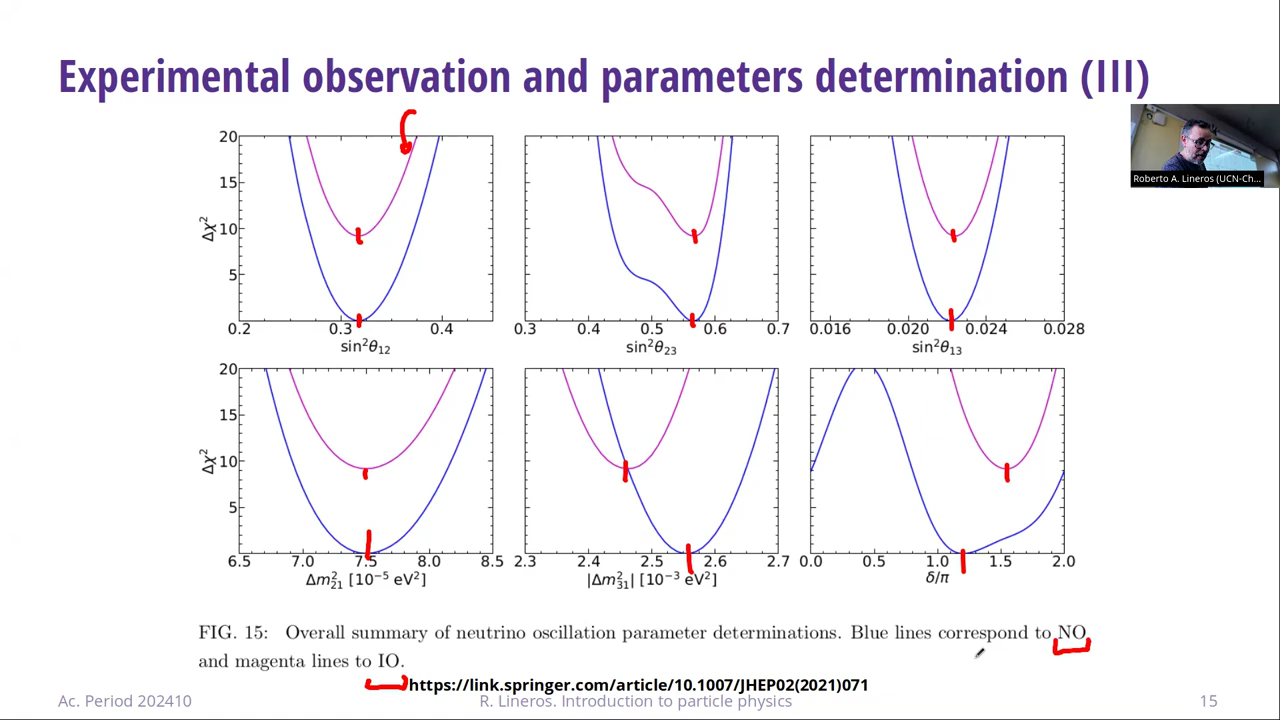 Experimental observation and parameters determination (III)
Roberto A. Lineros (UCN-Ch...
20
15
10
5
Δχ²
0.2 0.3 0.4
sin²θ₁₂
0.3 0.4 0.5 0.6 0.7
sin²θ₂₃
0.016 0.020 0.024 0.028
sin²θ₁₃
20
15
10
5
Δχ²
6.5 7.0 7.5 8.0 8.5
Δm²₂₁ [10⁻⁵ eV²]
2.3 2.4 2.5 2.6 2.7
|Δm²₃₁| [10⁻³ eV²]
0.0 0.5 1.0 1.5 2.0
δ/π
FIG. 15: Overall summary of neutrino oscillation parameter determinations. Blue lines correspond to NO
and magenta lines to IO.
https://link.springer.com/article/10.1007/JHEP02(2021)071
Ac. Period 202410 R. Lineros. Introduction to particle physics 15